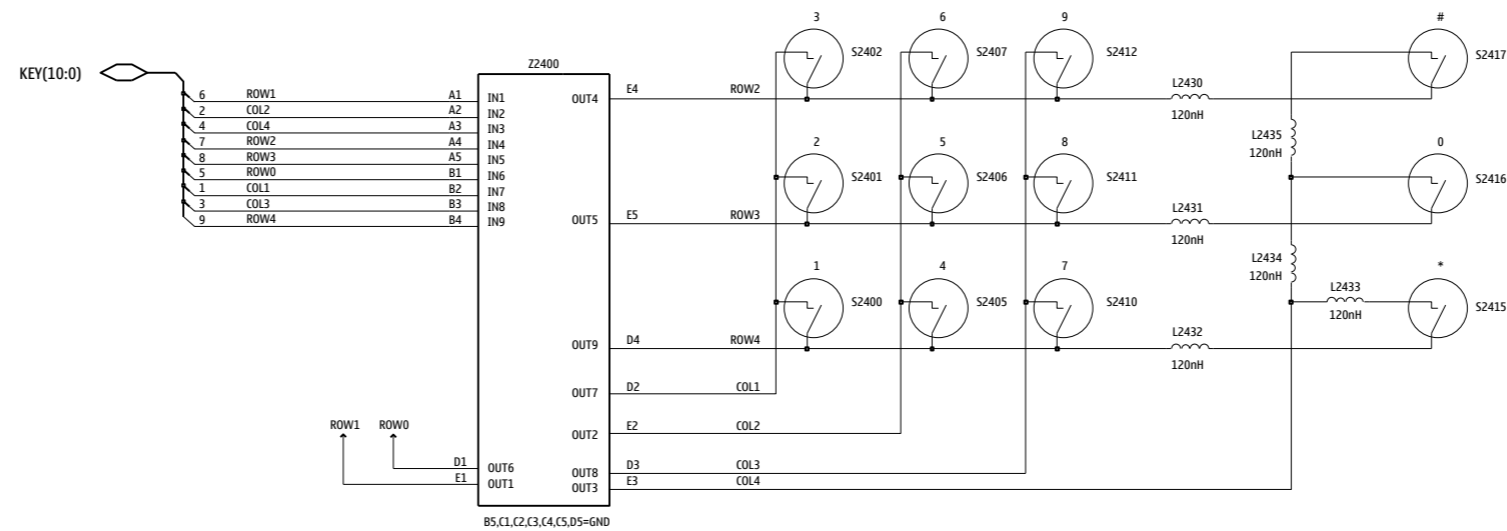 3 6 9 #
S2402 S2407 S2412 S2417
KEY(10:0)
Z2400
6 ROW1 A1 IN1
2 COL2 A2 IN2
4 COL4 A3 IN3
7 ROW2 A4 IN4
8 ROW3 A5 IN5
5 ROW0 B1 IN6
1 COL1 B2 IN7
3 COL3 B3 IN8
9 ROW4 B4 IN9
OUT4 E4 ROW2
L2430
120nH
L2435
120nH
2 5 8 0
S2401 S2406 S2411 S2416
OUT5 E5 ROW3
L2431
120nH
L2434
120nH
1 4 7 *
S2400 S2405 S2410 S2415
L2433
120nH
OUT9 D4 ROW4
L2432
120nH
OUT7 D2 COL1
ROW1 ROW0
OUT2 E2 COL2
D1 OUT6
E1 OUT1
OUT8 D3 COL3
OUT3 E3 COL4
B5,C1,C2,C3,C4,C5,D5=GND